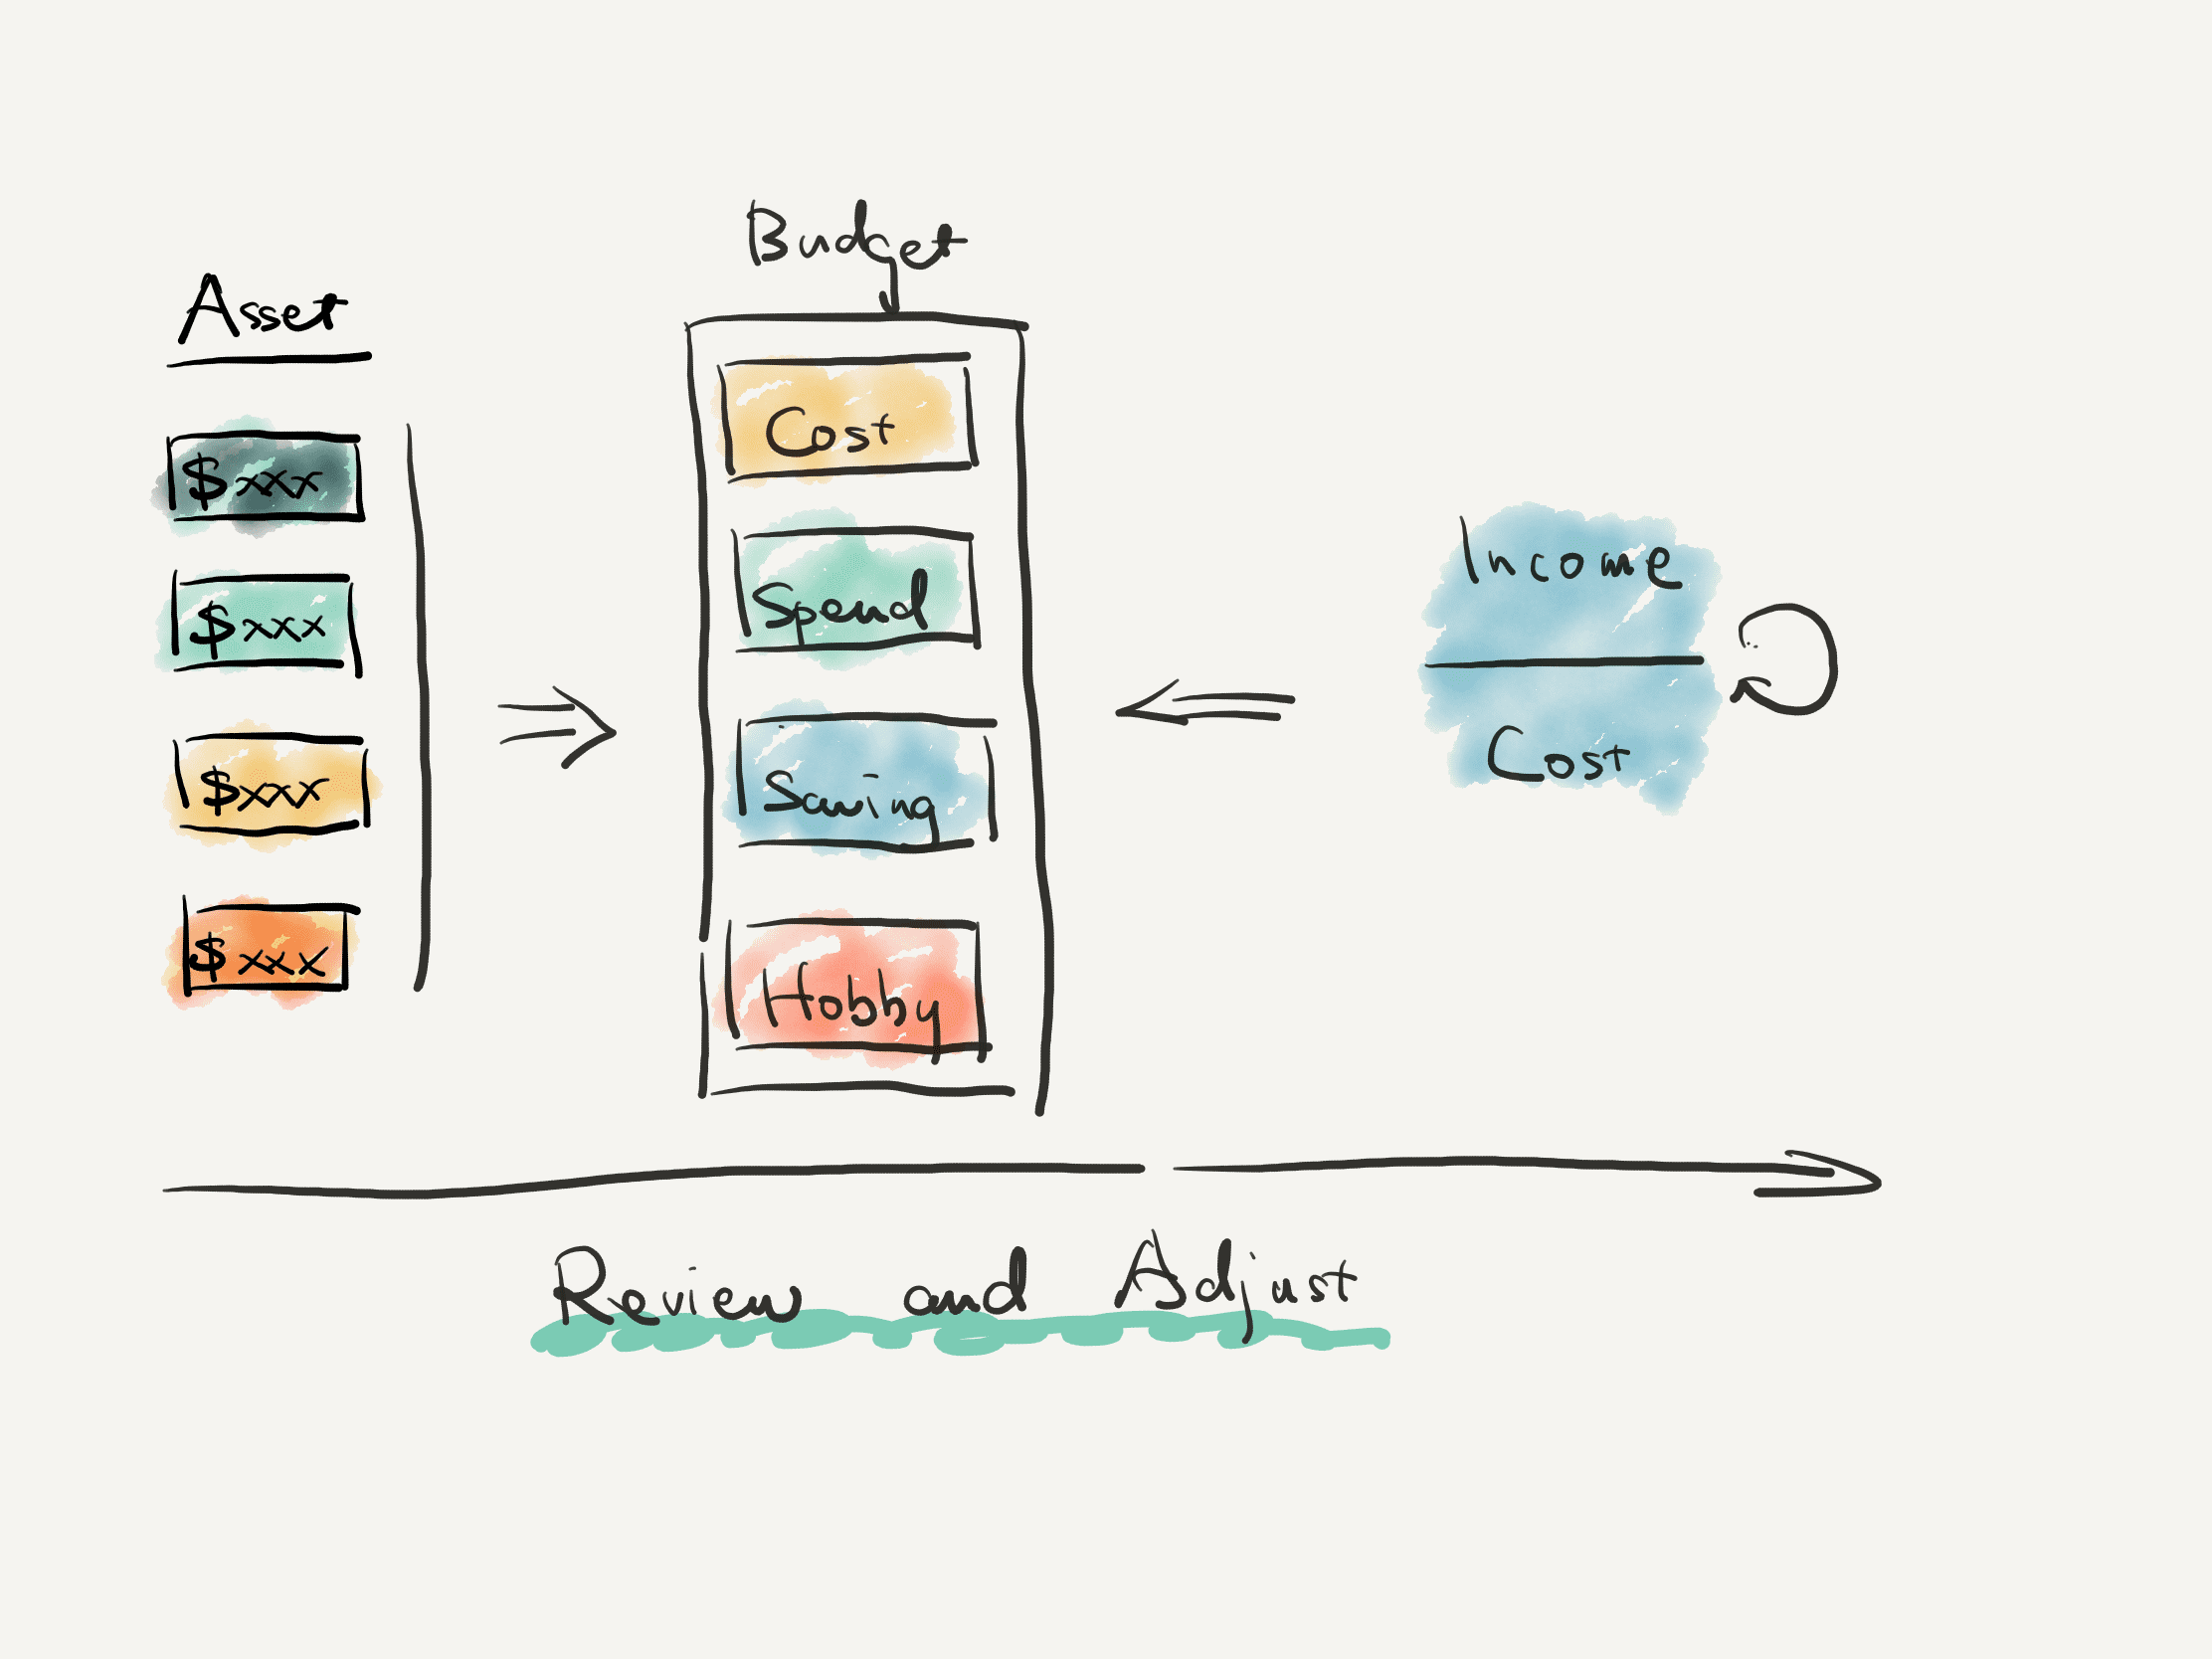 Asset
$xxx
$xxx
$xxx
$xxx
Budget
Cost
Spend
Saving
Hobby
Income
Cost
Review and Adjust